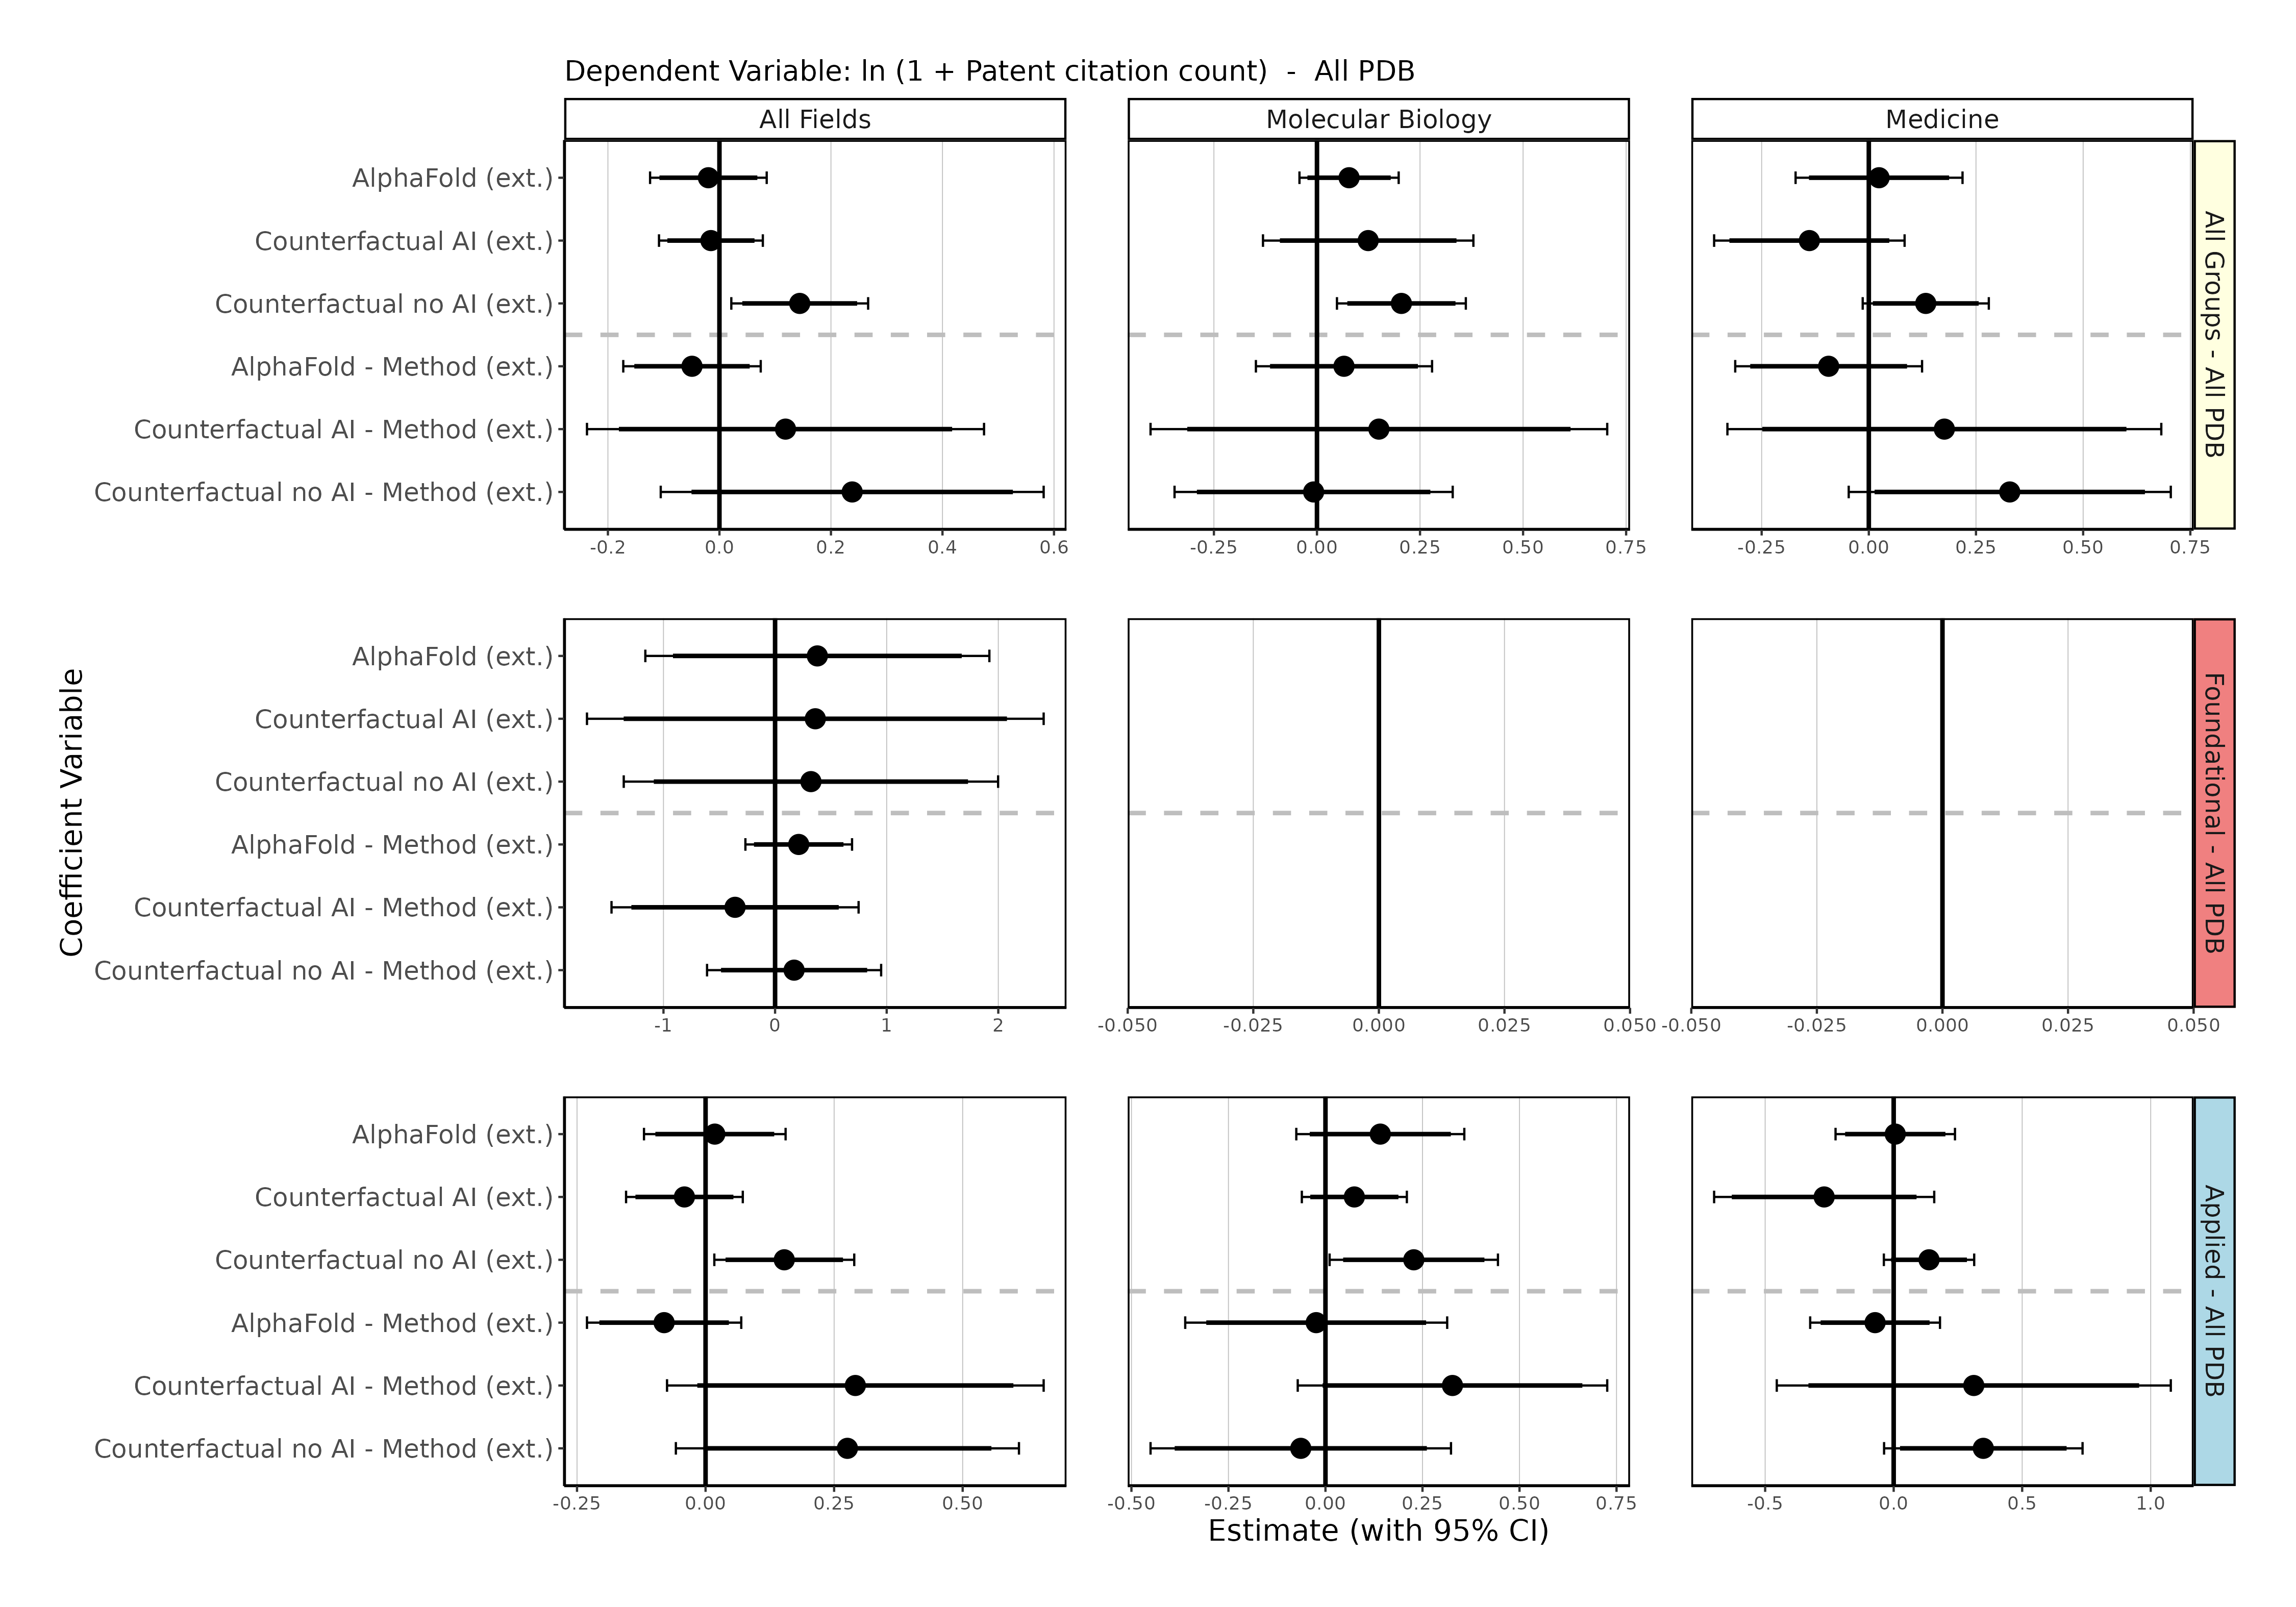 Dependent Variable: ln (1 + Patent citation count)  -  All PDB
All Fields
Molecular Biology
Medicine
AlphaFold (ext.)
Counterfactual AI (ext.)
Counterfactual no AI (ext.)
AlphaFold - Method (ext.)
Counterfactual AI - Method (ext.)
Counterfactual no AI - Method (ext.)
-0.2 0.0 0.2 0.4 0.6
-0.25 0.00 0.25 0.50 0.75
-0.25 0.00 0.25 0.50 0.75
All Groups - All PDB
Coefficient Variable
AlphaFold (ext.)
Counterfactual AI (ext.)
Counterfactual no AI (ext.)
AlphaFold - Method (ext.)
Counterfactual AI - Method (ext.)
Counterfactual no AI - Method (ext.)
-1 0 1 2
-0.050 -0.025 0.000 0.025 0.050
-0.050 -0.025 0.000 0.025 0.050
Foundational - All PDB
AlphaFold (ext.)
Counterfactual AI (ext.)
Counterfactual no AI (ext.)
AlphaFold - Method (ext.)
Counterfactual AI - Method (ext.)
Counterfactual no AI - Method (ext.)
-0.25 0.00 0.25 0.50
-0.50 -0.25 0.00 0.25 0.50 0.75
-0.5 0.0 0.5 1.0
Applied - All PDB
Estimate (with 95% CI)